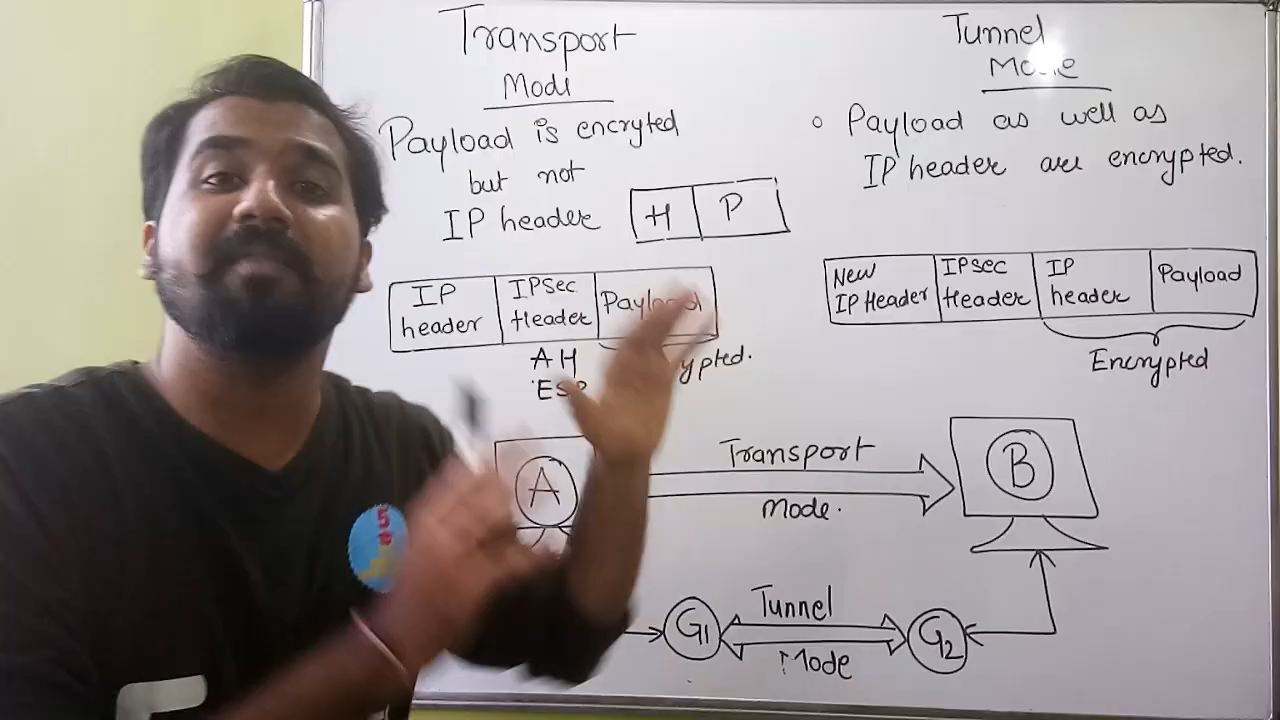 Transport
Mode
Payload is encryted
but not
IP header
H P
IP
header
IPSec
Header
Payload
AH
ESP
Tunnel
Mode
Payload as well as
IP header are encrypted.
New
IP Header
IPSec
Header
IP
header
Payload
Encrypted
A
Transport
Mode.
B
G1
Tunnel
Mode
G2